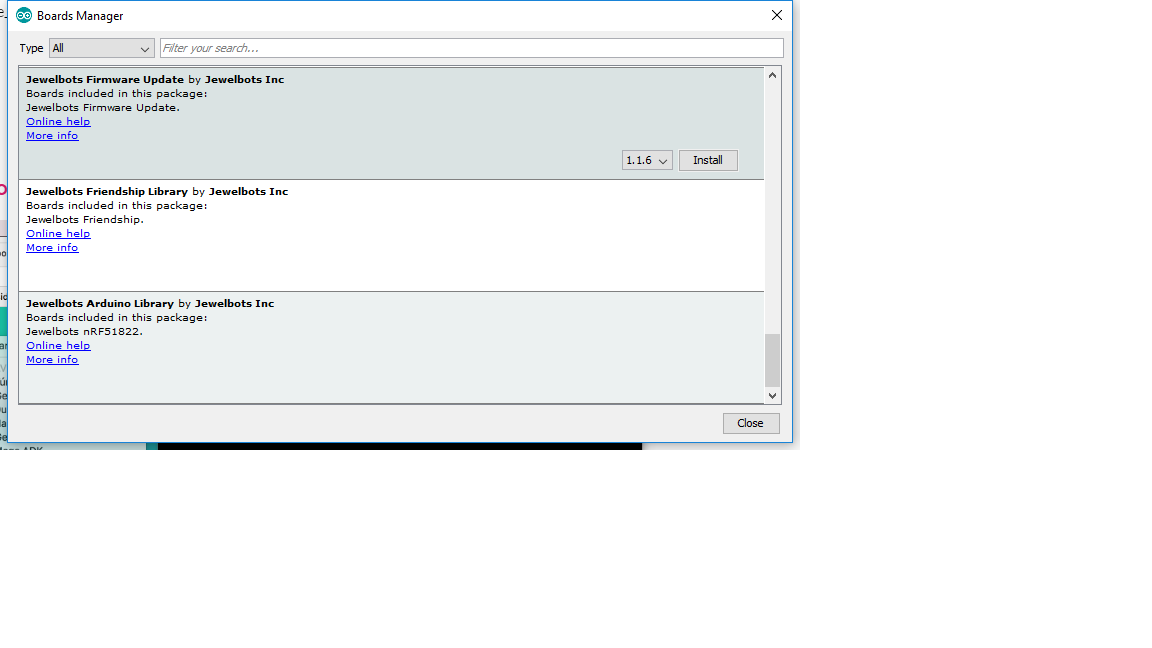 Boards Manager
Type All Filter your search...
Jewelbots Firmware Update by Jewelbots Inc
Boards included in this package:
Jewelbots Firmware Update.
Online help
More info
1.1.6 Install
Jewelbots Friendship Library by Jewelbots Inc
Boards included in this package:
Jewelbots Friendship.
Online help
More info
Jewelbots Arduino Library by Jewelbots Inc
Boards included in this package:
Jewelbots nRF51822.
Online help
More info
Close